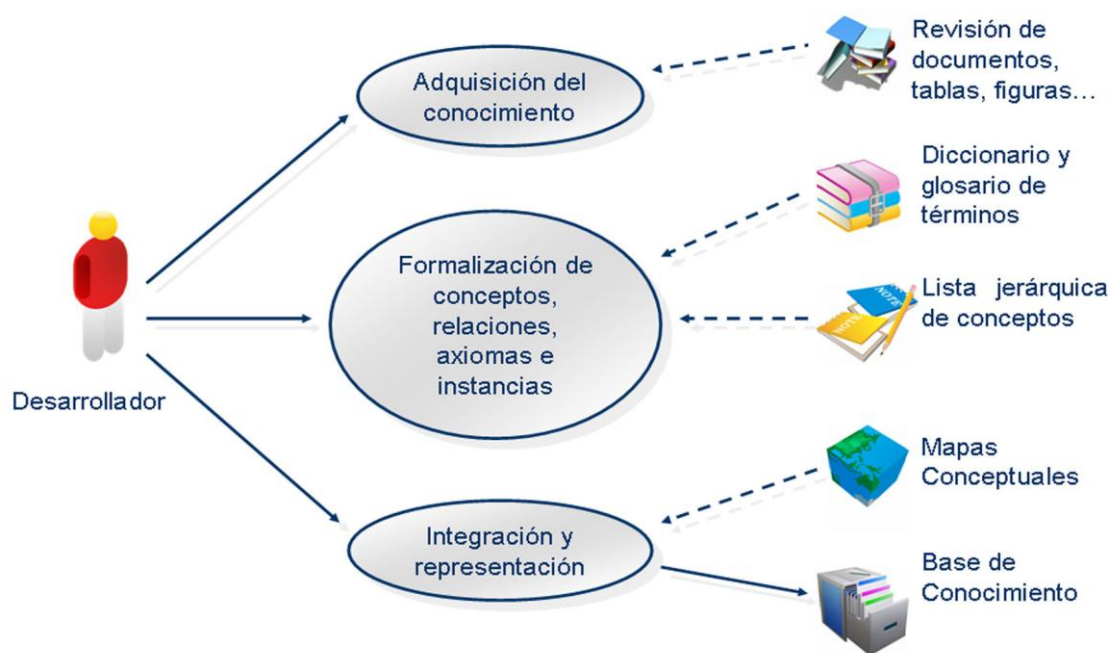 Adquisición del
conocimiento
Revisión de
documentos,
tablas, figuras…
Diccionario y
glosario de
términos
Formalización de
conceptos,
relaciones,
axiomas e
instancias
Lista jerárquica
de conceptos
Desarrollador
Mapas
Conceptuales
Integración y
representación
Base de
Conocimiento